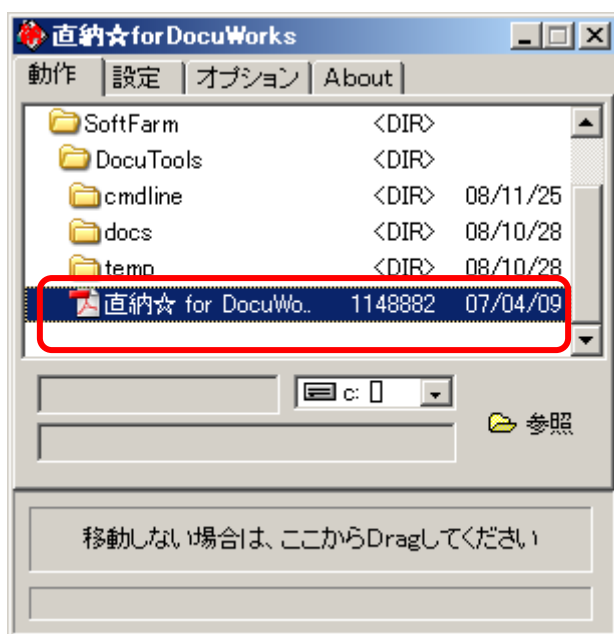 直納☆forDocuWorks
動作 設定 オプション About
SoftFarm <DIR>
DocuTools <DIR>
cmdline <DIR> 08/11/25
docs <DIR> 08/10/28
temp <DIR> 08/10/28
直納☆ for DocuWo.. 1148882 07/04/09
c: []
参照
移動しない場合は、ここからDragしてください